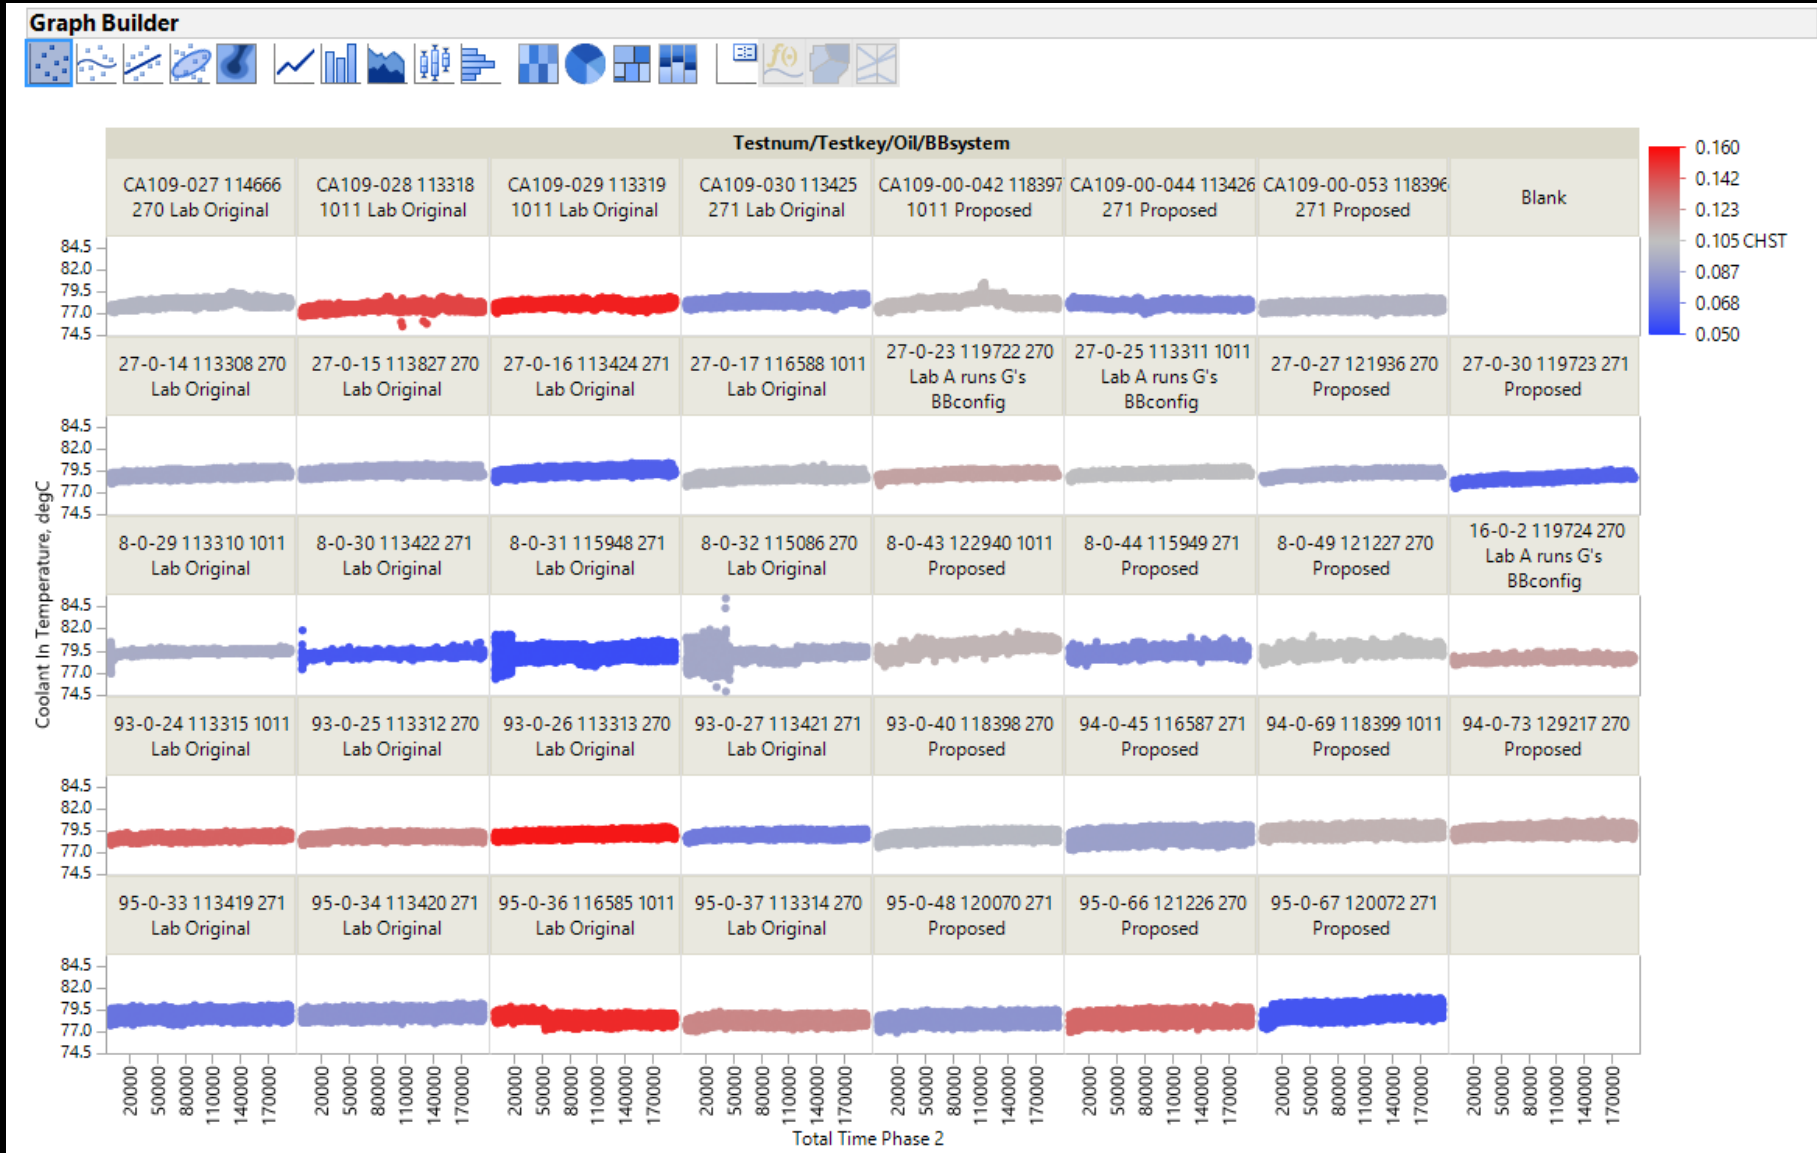 Graph Builder
Testnum/Testkey/Oil/BBsystem
CA109-027 114666
270 Lab Original
CA109-028 113318
1011 Lab Original
CA109-029 113319
1011 Lab Original
CA109-030 113425
271 Lab Original
CA109-00-042 118397
1011 Proposed
CA109-00-044 113426
271 Proposed
CA109-00-053 118396
271 Proposed
Blank
84.5
82.0
79.5
77.0
74.5
27-0-14 113308 270
Lab Original
27-0-15 113827 270
Lab Original
27-0-16 113424 271
Lab Original
27-0-17 116588 1011
Lab Original
27-0-23 119722 270
Lab A runs G's
BBconfig
27-0-25 113311 1011
Lab A runs G's
BBconfig
27-0-27 121936 270
Proposed
27-0-30 119723 271
Proposed
84.5
82.0
79.5
77.0
74.5
8-0-29 113310 1011
Lab Original
8-0-30 113422 271
Lab Original
8-0-31 115948 271
Lab Original
8-0-32 115086 270
Lab Original
8-0-43 122940 1011
Proposed
8-0-44 115949 271
Proposed
8-0-49 121227 270
Proposed
16-0-2 119724 270
Lab A runs G's
BBconfig
84.5
82.0
79.5
77.0
74.5
93-0-24 113315 1011
Lab Original
93-0-25 113312 270
Lab Original
93-0-26 113313 270
Lab Original
93-0-27 113421 271
Lab Original
93-0-40 118398 270
Proposed
94-0-45 116587 271
Proposed
94-0-69 118399 1011
Proposed
94-0-73 129217 270
Proposed
84.5
82.0
79.5
77.0
74.5
95-0-33 113419 271
Lab Original
95-0-34 113420 271
Lab Original
95-0-36 116585 1011
Lab Original
95-0-37 113314 270
Lab Original
95-0-48 120070 271
Proposed
95-0-66 121226 270
Proposed
95-0-67 120072 271
Proposed
84.5
82.0
79.5
77.0
74.5
Coolant In Temperature, degC
20000 50000 80000 110000 140000 170000
20000 50000 80000 110000 140000 170000
20000 50000 80000 110000 140000 170000
20000 50000 80000 110000 140000 170000
20000 50000 80000 110000 140000 170000
20000 50000 80000 110000 140000 170000
20000 50000 80000 110000 140000 170000
20000 50000 80000 110000 140000 170000
Total Time Phase 2
0.160
0.142
0.123
0.105 CHST
0.087
0.068
0.050